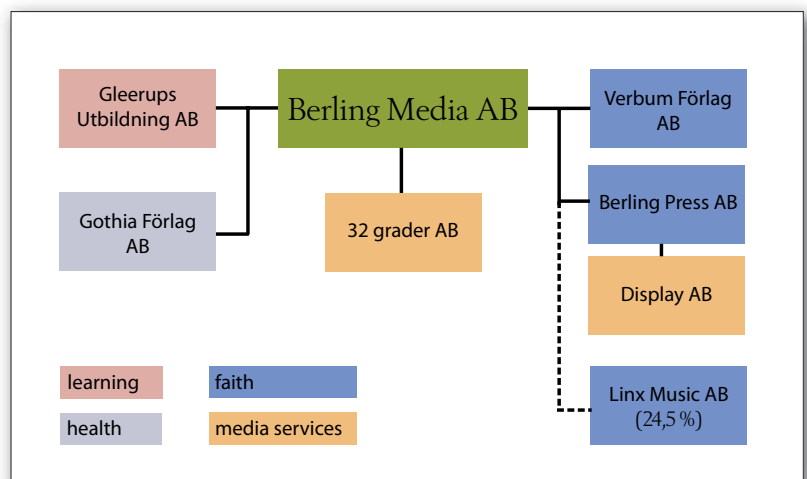 Gleerups
Utbildning AB
Berling Media AB
Verbum Förlag
AB
Gothia Förlag
AB
32 grader AB
Berling Press AB
Display AB
learning
faith
Linx Music AB
(24,5 %)
health
media services